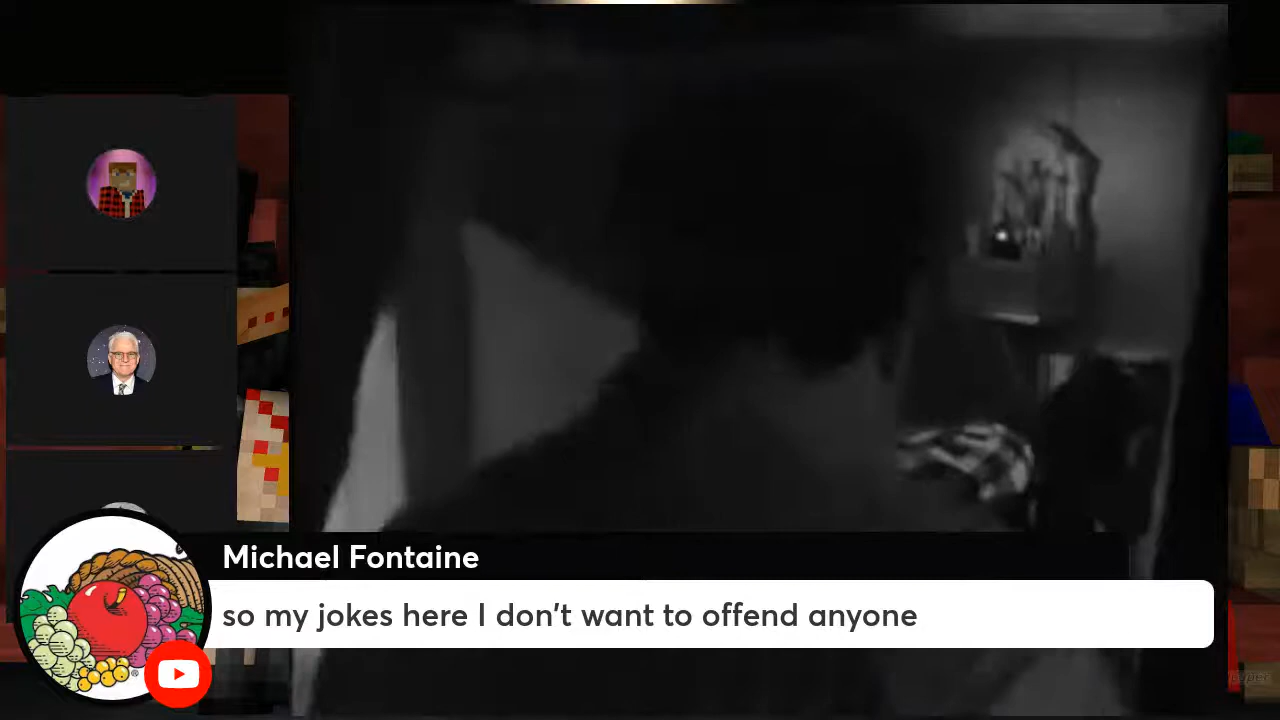 Michael Fontaine
so my jokes here I don't want to offend anyone